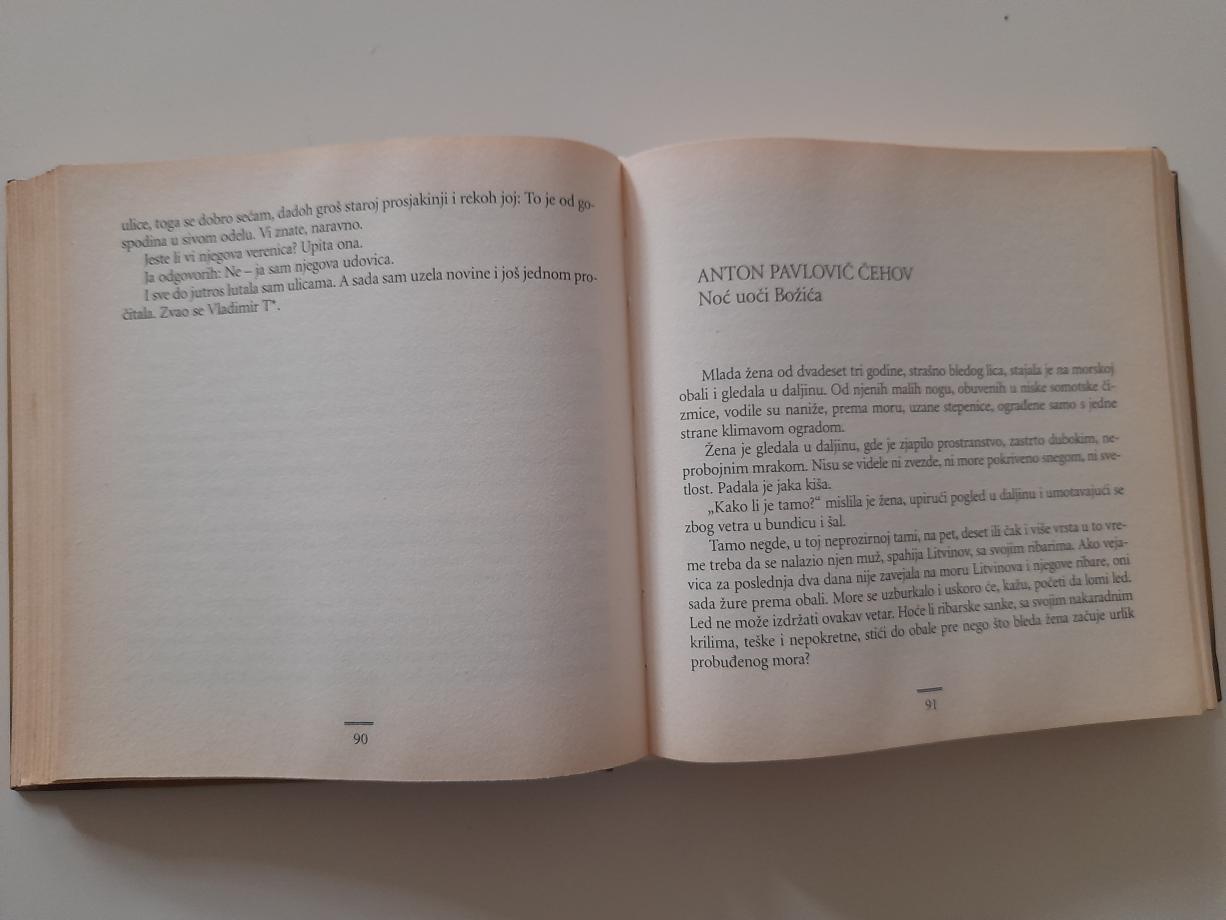 ulice, toga se dobro sećam, dadoh groš staroj prosjakinji i rekoh joj: To je od go-
spodina u sivom odelu. Vi znate, naravno.
Jeste li vi njegova verenica? Upita ona.
Ja odgovorih: Ne – ja sam njegova udovica.
I sve do jutros lutala sam ulicama. A sada sam uzela novine i još jednom pro-
čitala. Zvao se Vladimir T*.
90
ANTON PAVLOVIČ ČEHOV
Noć uoči Božića
Mlada žena od dvadeset tri godine, strašno bledog lica, stajala je na morskoj
obali i gledala u daljinu. Od njenih malih nogu, obuvenih u niske somotske či-
zmice, vodile su naniže, prema moru, uzane stepenice, ograđene samo s jedne
strane klimavom ogradom.
Žena je gledala u daljinu, gde je zjapilo prostranstvo, zastrto dubokim, ne-
probojnim mrakom. Nisu se videle ni zvezde, ni more pokriveno snegom, ni sve-
tlost. Padala je jaka kiša.
„Kako li je tamo?“ mislila je žena, upirući pogled u daljinu i umotavajući se
zbog vetra u bundicu i šal.
Tamo negde, u toj neprozirnoj tami, na pet, deset ili čak i više vrsta u to vre-
me treba da se nalazio njen muž, spahija Litvinov, sa svojim ribarima. Ako veja-
vica za poslednja dva dana nije zavejala na moru Litvinova i njegove ribare, oni
sada žure prema obali. More se uzburkalo i uskoro će, kažu, početi da lomi led.
Led ne može izdržati ovakav vetar. Hoće li ribarske sanke, sa svojim nakaradnim
krilima, teške i nepokretne, stići do obale pre nego što bleda žena začuje urlik
probuđenog mora?
91